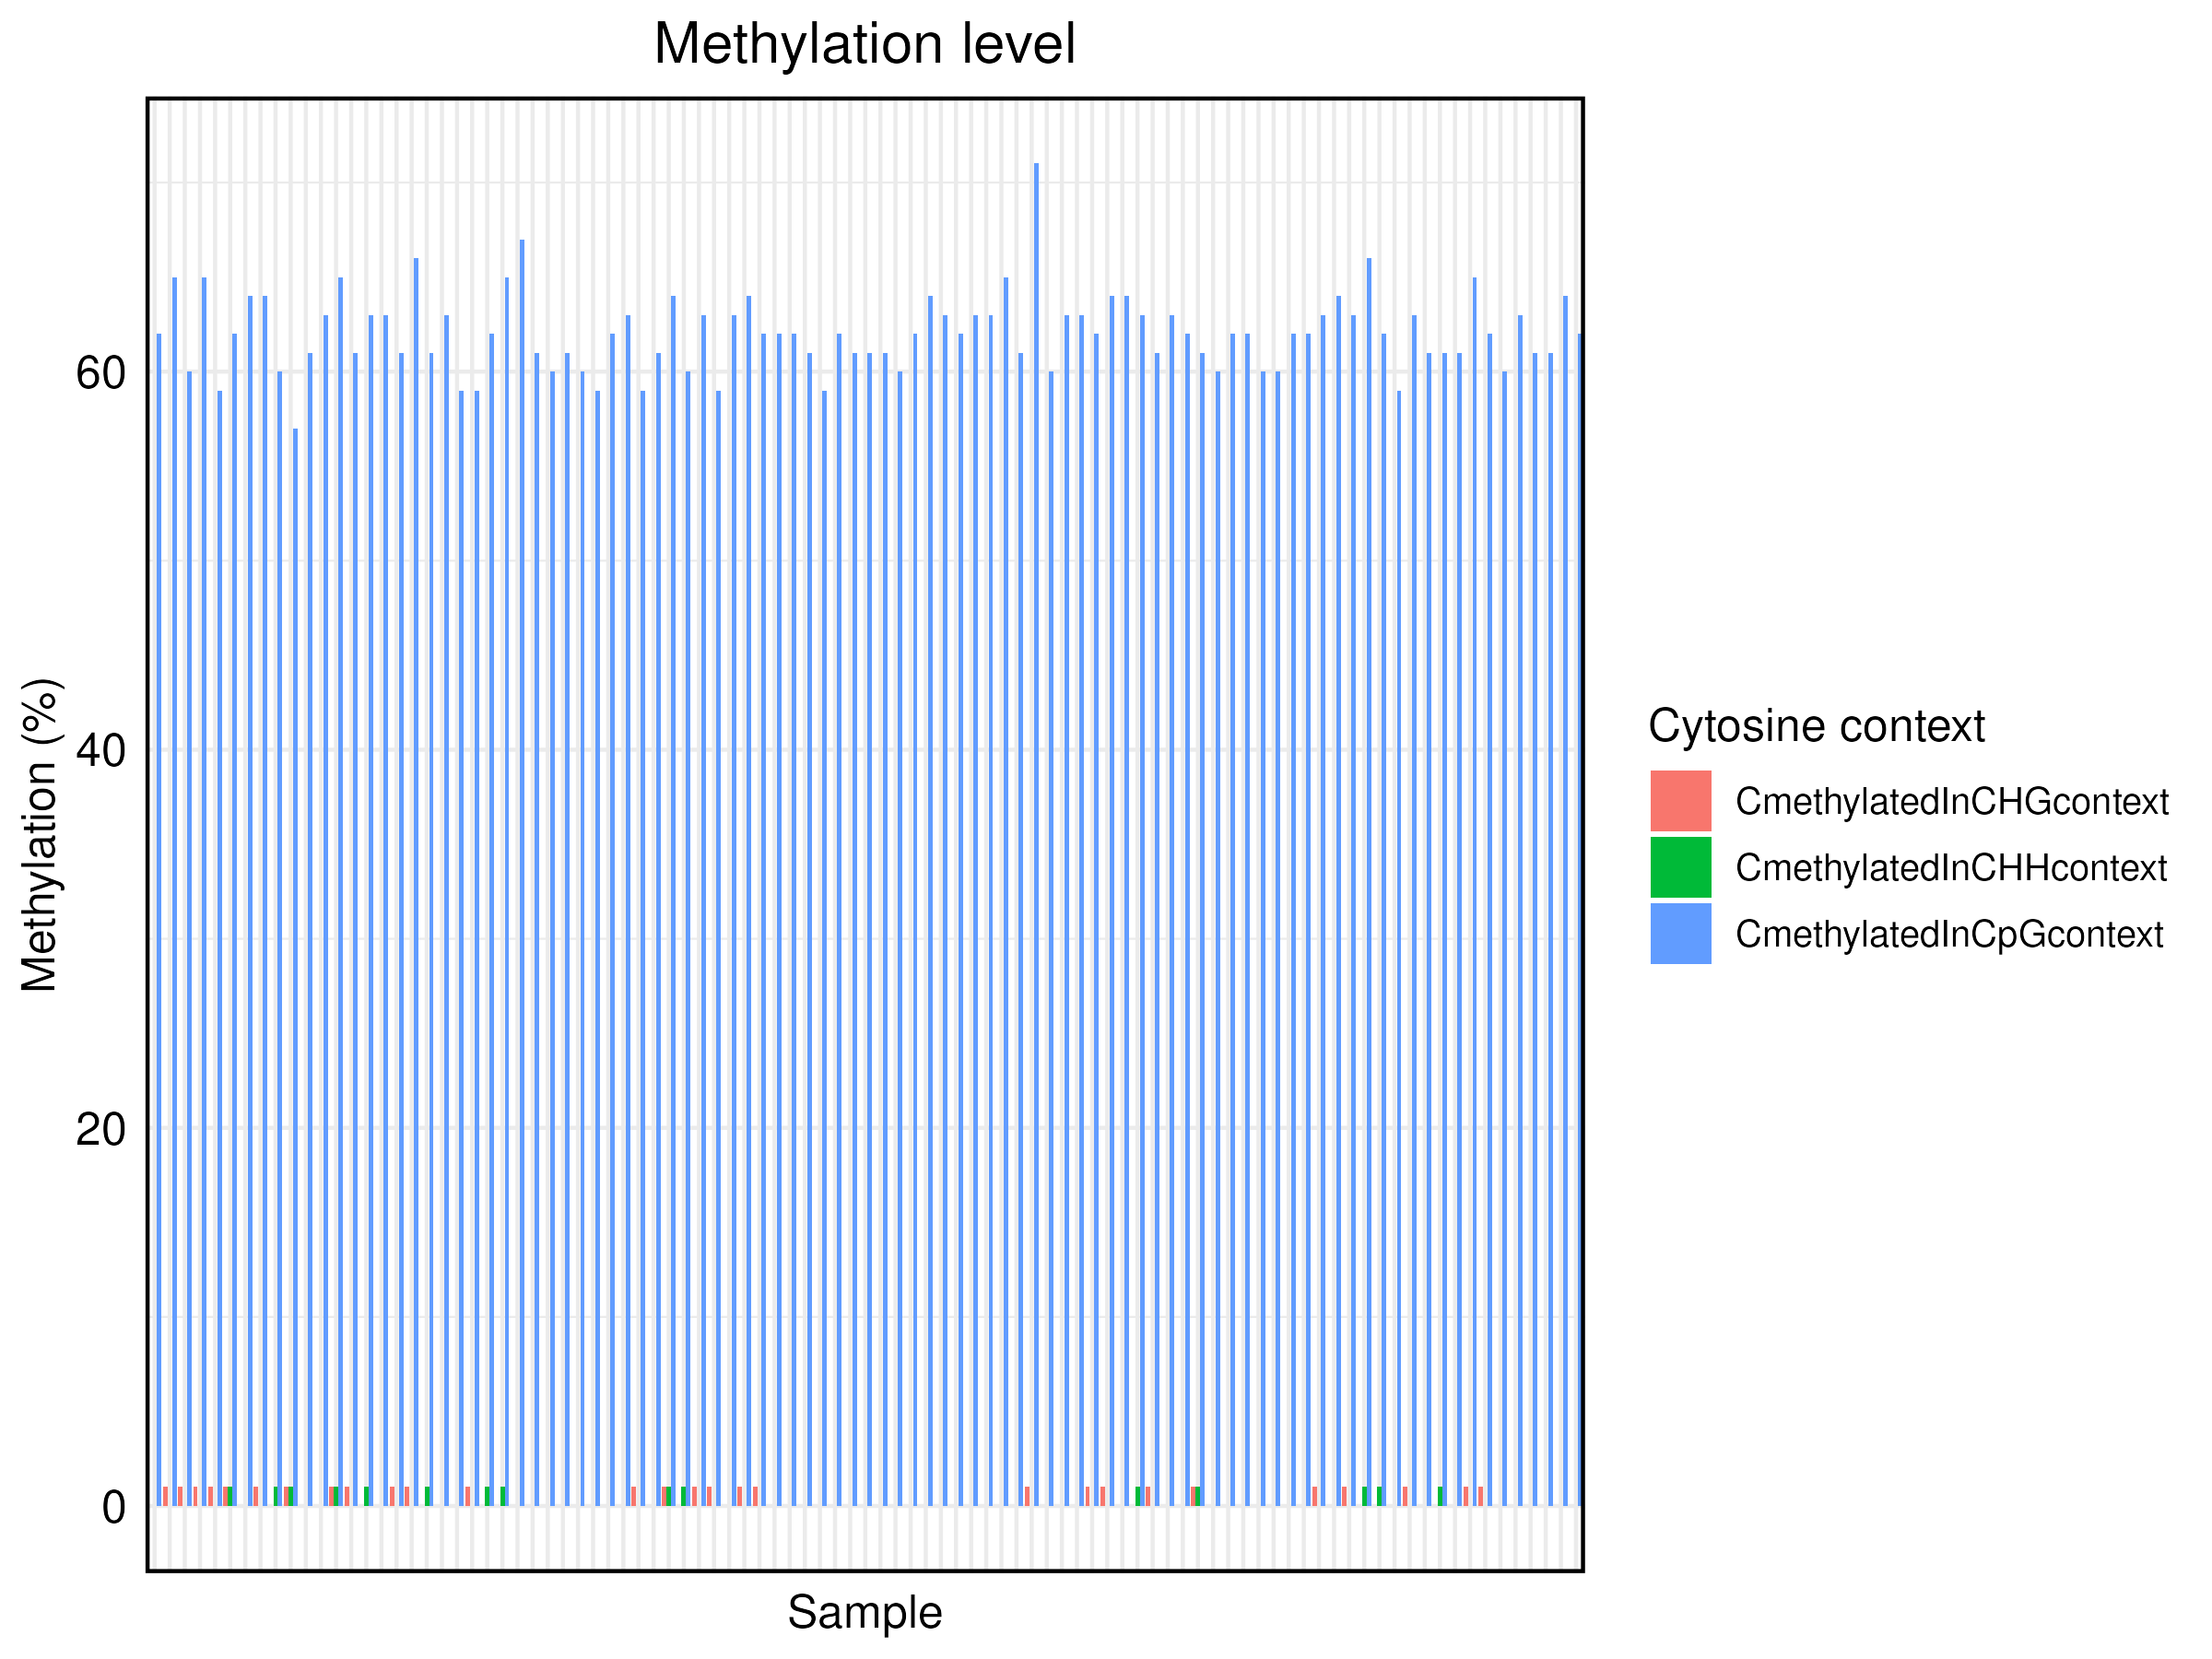 Methylation level
Methylation (%)
60
40
20
0
Sample
Cytosine context
CmethylatedInCHGcontext
CmethylatedInCHHcontext
CmethylatedInCpGcontext